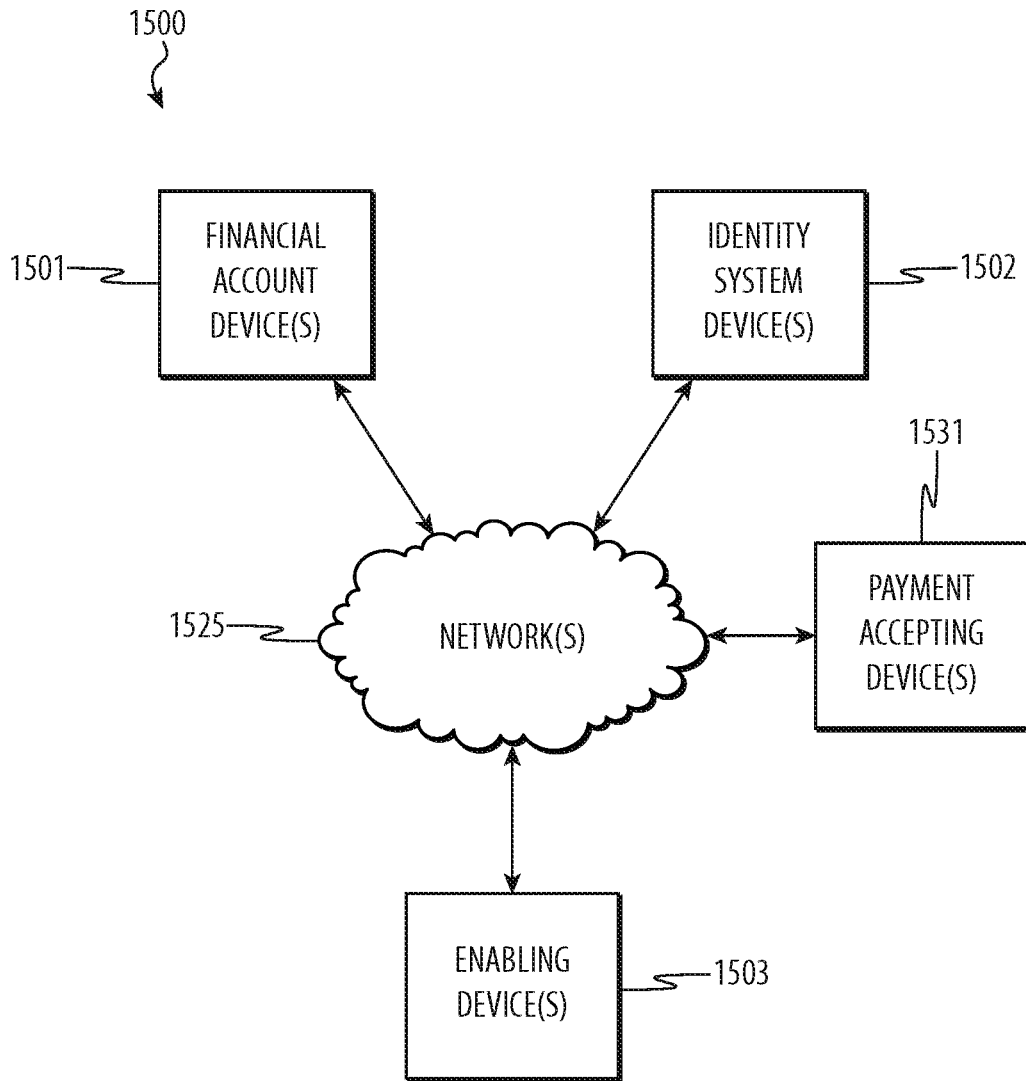 1500
FINANCIAL
ACCOUNT
DEVICE(S)
1501
IDENTITY
SYSTEM
DEVICE(S)
1502
1531
PAYMENT
ACCEPTING
DEVICE(S)
1525
NETWORK(S)
ENABLING
DEVICE(S)
1503